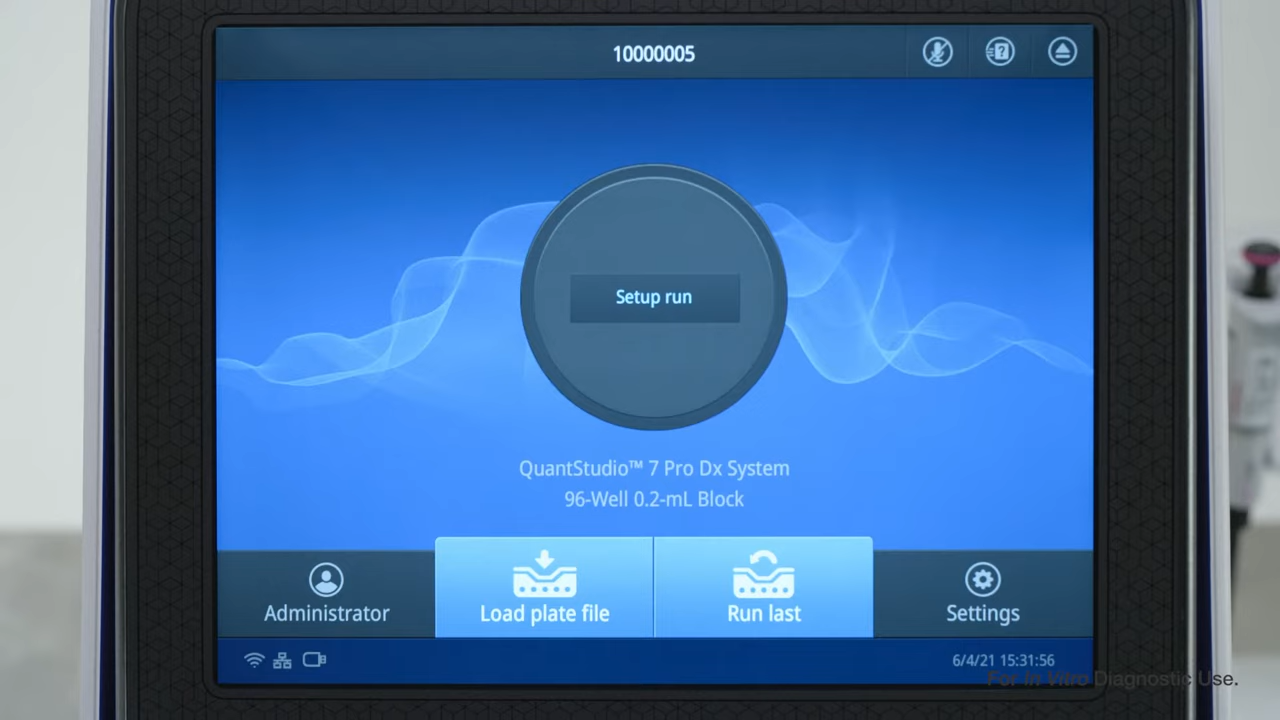 10000005
Setup run
QuantStudio™ 7 Pro Dx System
96-Well 0.2-mL Block
Administrator
Load plate file
Run last
Settings
6/4/21 15:31:56
For In Vitro Diagnostic Use.